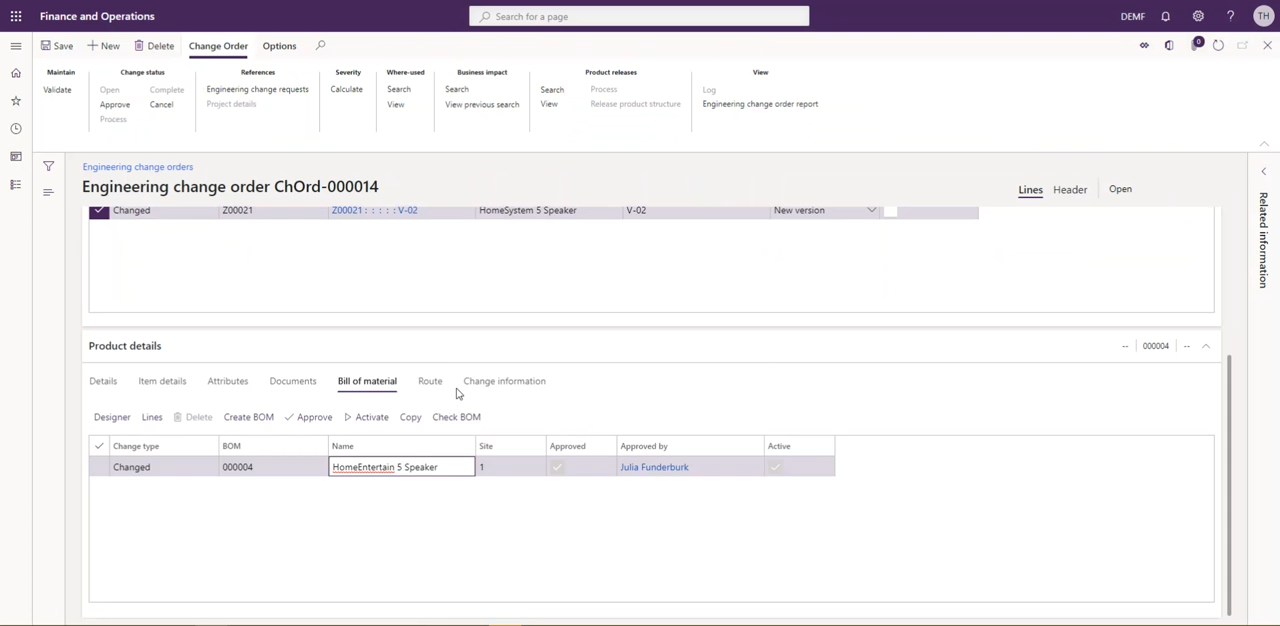 Finance and Operations Search for a page DEMF TH
Save New Delete Change Order Options 0
Maintain Change status References Severity Where-used Business impact Product releases View
Validate Open Complete Engineering change requests Calculate Search Search Search Process Log
Approve Cancel Project details View View previous search View Release product structure Engineering change order report
Process
Engineering change orders
Engineering change order ChOrd-000014 Lines Header Open
Related information
Changed Z00021 Z00021 : : : : : V-02 HomeSystem 5 Speaker V-02 New version
Product details -- 000004 --
Details Item details Attributes Documents Bill of material Route Change information
Designer Lines Delete Create BOM Approve Activate Copy Check BOM
Change type BOM Name Site Approved Approved by Active
Changed 000004 HomeEntertain 5 Speaker 1 Julia Funderburk